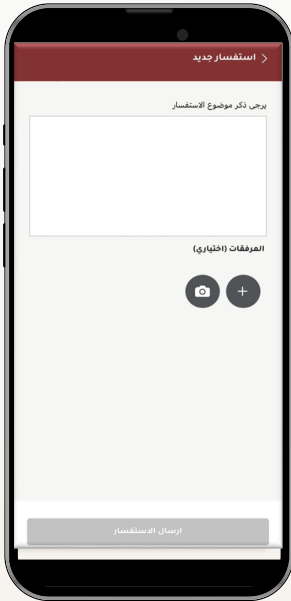 استفسار جديد
يرجى ذكر موضوع الاستفسار
المرفقات (اختياري)
ارسال الاستفسار